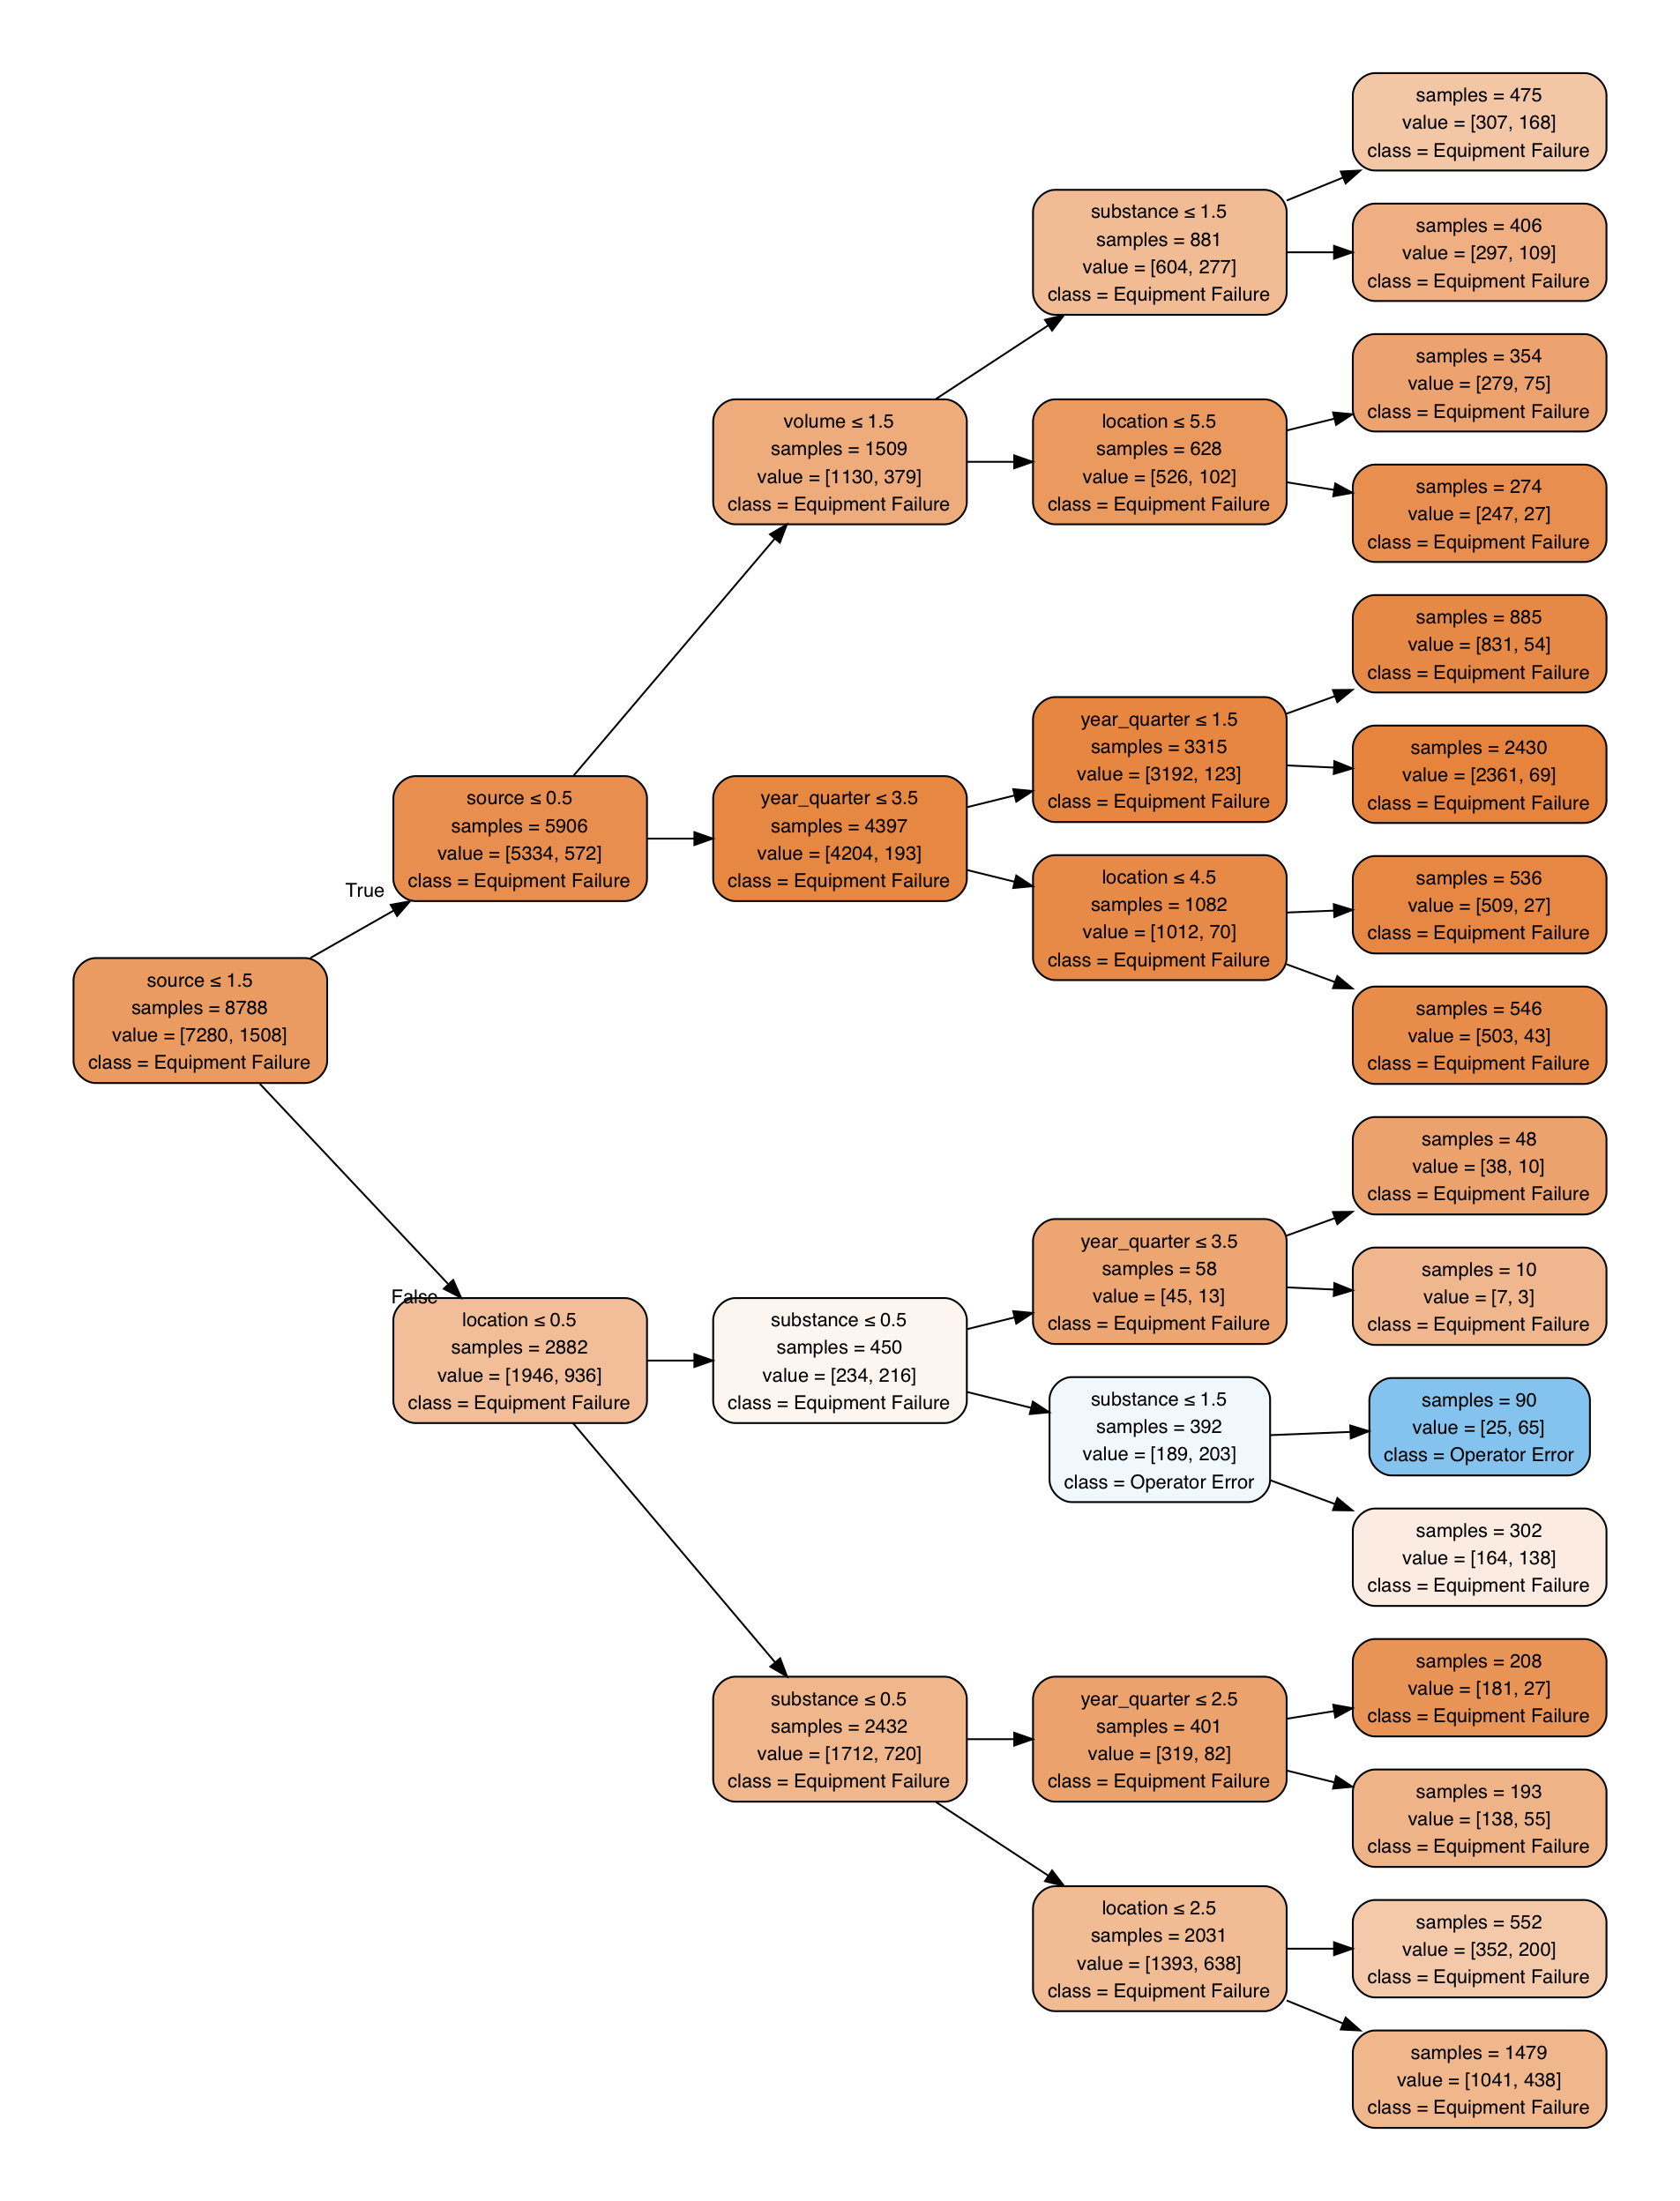 samples = 475
value = [307, 168]
class = Equipment Failure
substance ≤ 1.5
samples = 881
value = [604, 277]
class = Equipment Failure
samples = 406
value = [297, 109]
class = Equipment Failure
samples = 354
value = [279, 75]
class = Equipment Failure
volume ≤ 1.5
samples = 1509
value = [1130, 379]
class = Equipment Failure
location ≤ 5.5
samples = 628
value = [526, 102]
class = Equipment Failure
samples = 274
value = [247, 27]
class = Equipment Failure
samples = 885
value = [831, 54]
class = Equipment Failure
year_quarter ≤ 1.5
samples = 3315
value = [3192, 123]
class = Equipment Failure
samples = 2430
value = [2361, 69]
class = Equipment Failure
source ≤ 0.5
samples = 5906
value = [5334, 572]
class = Equipment Failure
year_quarter ≤ 3.5
samples = 4397
value = [4204, 193]
class = Equipment Failure
location ≤ 4.5
samples = 1082
value = [1012, 70]
class = Equipment Failure
samples = 536
value = [509, 27]
class = Equipment Failure
True
source ≤ 1.5
samples = 8788
value = [7280, 1508]
class = Equipment Failure
samples = 546
value = [503, 43]
class = Equipment Failure
samples = 48
value = [38, 10]
class = Equipment Failure
year_quarter ≤ 3.5
samples = 58
value = [45, 13]
class = Equipment Failure
samples = 10
value = [7, 3]
class = Equipment Failure
False
location ≤ 0.5
samples = 2882
value = [1946, 936]
class = Equipment Failure
substance ≤ 0.5
samples = 450
value = [234, 216]
class = Equipment Failure
substance ≤ 1.5
samples = 392
value = [189, 203]
class = Operator Error
samples = 90
value = [25, 65]
class = Operator Error
samples = 302
value = [164, 138]
class = Equipment Failure
samples = 208
value = [181, 27]
class = Equipment Failure
substance ≤ 0.5
samples = 2432
value = [1712, 720]
class = Equipment Failure
year_quarter ≤ 2.5
samples = 401
value = [319, 82]
class = Equipment Failure
samples = 193
value = [138, 55]
class = Equipment Failure
location ≤ 2.5
samples = 2031
value = [1393, 638]
class = Equipment Failure
samples = 552
value = [352, 200]
class = Equipment Failure
samples = 1479
value = [1041, 438]
class = Equipment Failure